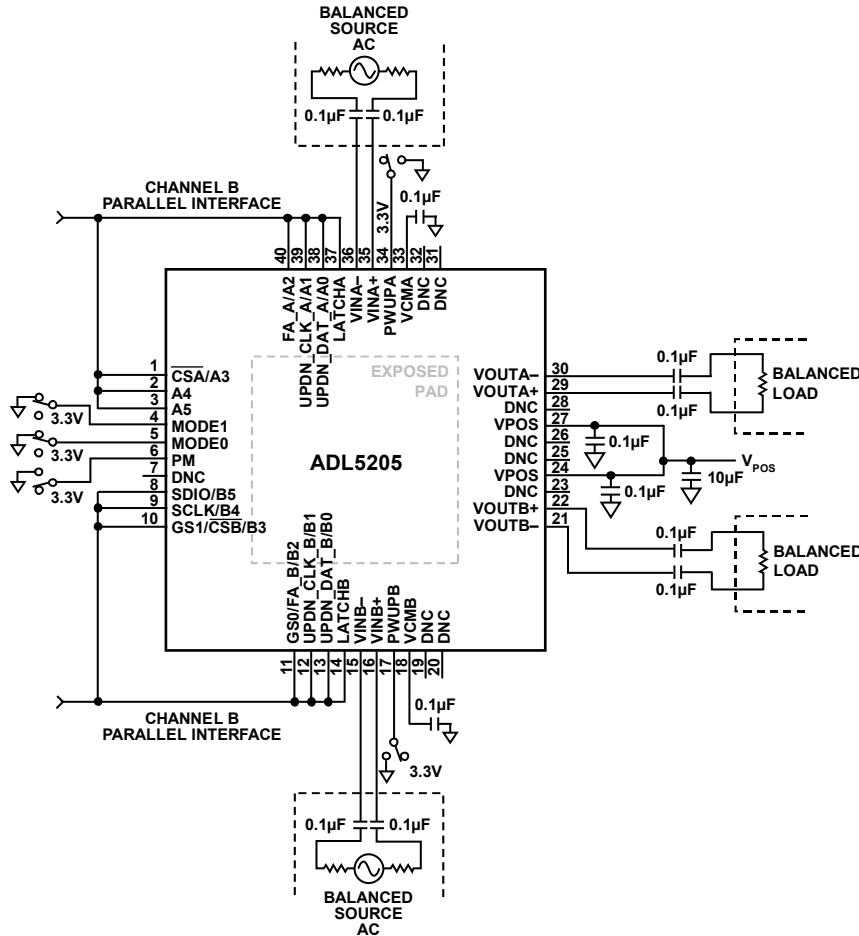 BALANCED
SOURCE
AC
0.1µF 0.1µF
CHANNEL B
PARALLEL INTERFACE
3.3V
0.1µF
40
39
38
37
36
35
34
33
32
31
FA_A/A2
UPDN_CLK_A/A1
UPDN_DAT_A/A0
LATCHA
VINA–
VINA+
PWUPA
VCMA
DNC
DNC
1
CSA/A3
2
A4
3
A5
4
MODE1
5
MODE0
6
PM
7
DNC
8
SDIO/B5
9
SCLK/B4
10
GS1/CSB/B3
3.3V
3.3V
3.3V
EXPOSED
PAD
ADL5205
VOUTA– 30
VOUTA+ 29
DNC 28
VPOS 27
DNC 26
DNC 25
VPOS 24
DNC 23
VOUTB+ 22
VOUTB– 21
0.1µF
0.1µF
BALANCED
LOAD
0.1µF
0.1µF
10µF
VPOS
0.1µF
0.1µF
BALANCED
LOAD
GS0/FA_B/B2
UPDN_CLK_B/B1
UPDN_DAT_B/B0
LATCHB
VINB–
VINB+
PWUPB
VCMB
DNC
DNC
11
12
13
14
15
16
17
18
19
20
CHANNEL B
PARALLEL INTERFACE
0.1µF
3.3V
0.1µF 0.1µF
BALANCED
SOURCE
AC